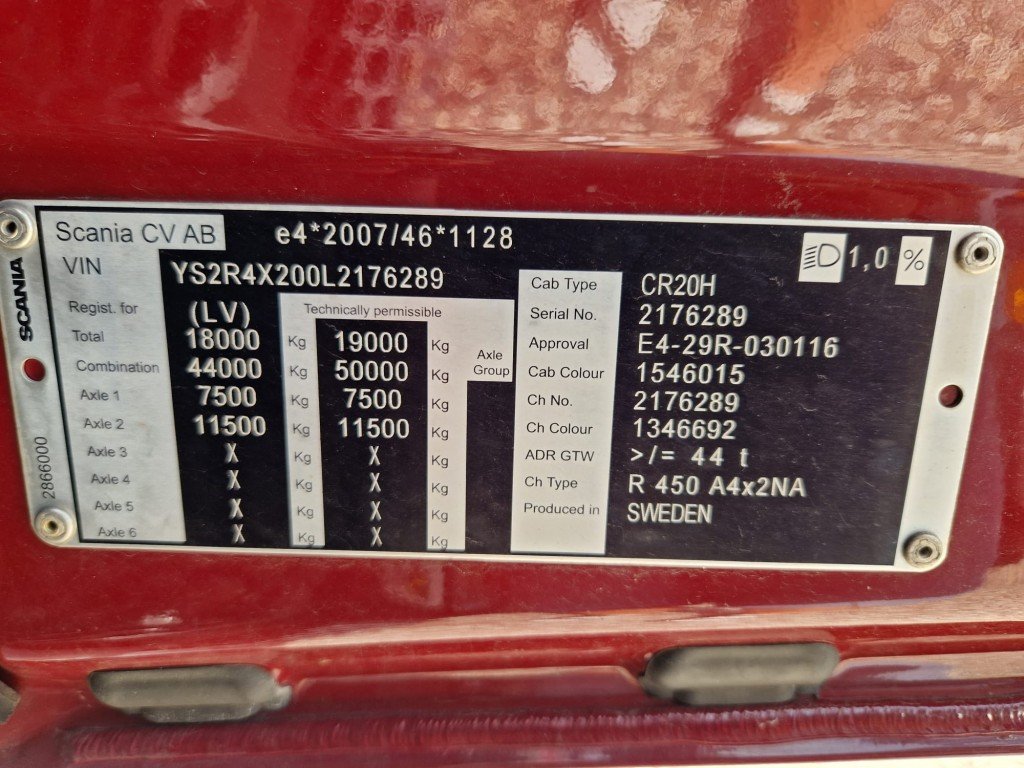 Scania CV AB e4*2007/46*1128
1,0 %
VIN YS2R4X200L2176289
SCANIA
2866000
Regist. for (LV) Technically permissible
Total 18000 Kg 19000 Kg
Combination 44000 Kg 50000 Kg
Axle
Group
Axle 1 7500 Kg 7500 Kg
Axle 2 11500 Kg 11500 Kg
Axle 3 X Kg X Kg
Axle 4 X Kg X Kg
Axle 5 X Kg X Kg
Axle 6 X Kg X Kg
Cab Type CR20H
Serial No. 2176289
Approval E4-29R-030116
Cab Colour 1546015
Ch No. 2176289
Ch Colour 1346692
ADR GTW >/= 44 t
Ch Type R 450 A4x2NA
Produced in SWEDEN